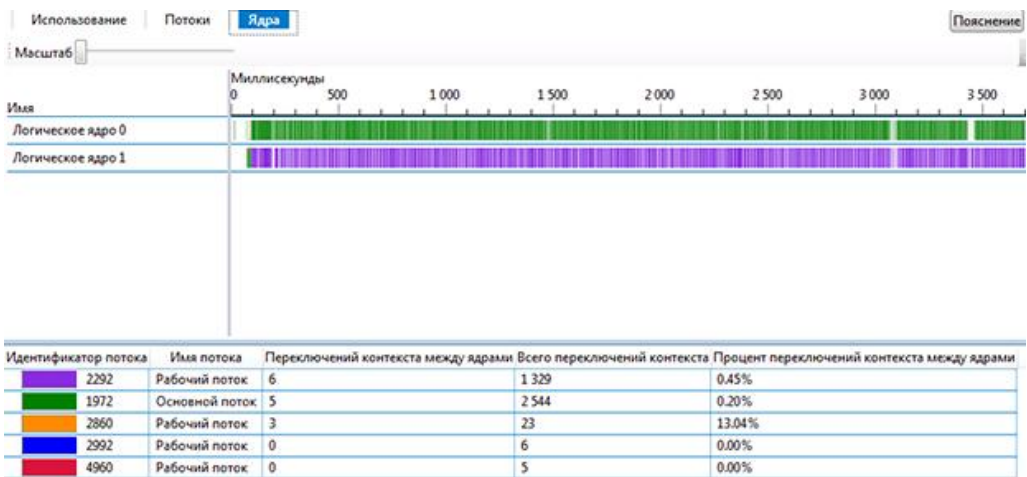 Использование Потоки Ядра Пояснение
Масштаб
Миллисекунды
Имя 0 500 1 000 1 500 2 000 2 500 3 000 3 500
Логическое ядро 0
Логическое ядро 1
Идентификатор потока Имя потока Переключений контекста между ядрами Всего переключений контекста Процент переключений контекста между ядрами
2292 Рабочий поток 6 1 329 0.45%
1972 Основной поток 5 2 544 0.20%
2860 Рабочий поток 3 23 13.04%
2992 Рабочий поток 0 6 0.00%
4960 Рабочий поток 0 5 0.00%